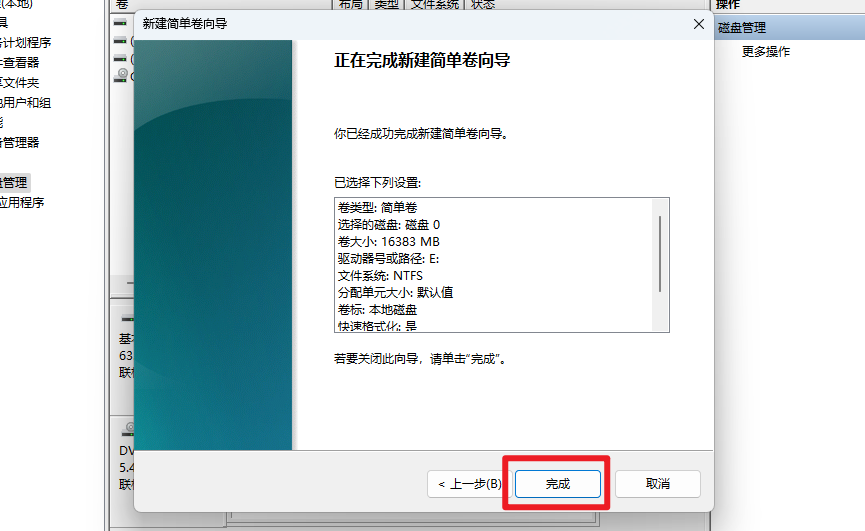 (本地)
卷
布局
类型
文件系统
状态
操作
磁盘管理
更多操作
计划程序
查看器
文件夹
用户和组
管理器
管理
应用程序
新建简单卷向导
正在完成新建简单卷向导
你已经成功完成新建简单卷向导。
已选择下列设置:
卷类型: 简单卷
选择的磁盘: 磁盘 0
卷大小: 16383 MB
驱动器号或路径: E:
文件系统: NTFS
分配单元大小: 默认值
卷标: 本地磁盘
快速格式化: 是
若要关闭此向导，请单击“完成”。
基
63
联
DV
5.4
联
< 上一步(B)
完成
取消